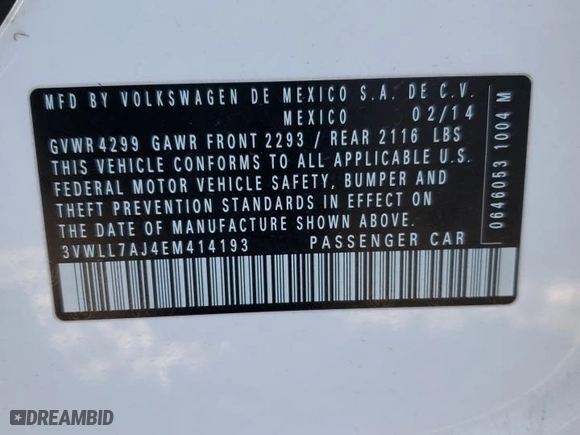 MFD BY VOLKSWAGEN DE MEXICO S.A. DE C.V.
MEXICO 02/14
GVWR 4299 GAWR FRONT 2293 / REAR 2116 LBS
THIS VEHICLE CONFORMS TO ALL APPLICABLE U.S.
FEDERAL MOTOR VEHICLE SAFETY, BUMPER AND
THEFT PREVENTION STANDARDS IN EFFECT ON
THE DATE OF MANUFACTURE SHOWN ABOVE.
3VWLL7AJ4EM414193 PASSENGER CAR
0646053 1004 M
DREAMBID